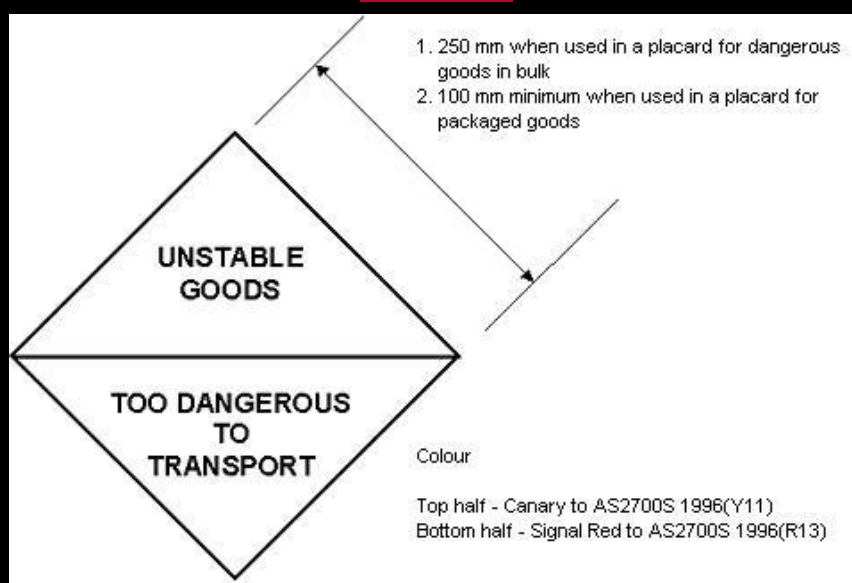 1. 250 mm when used in a placard for dangerous
goods in bulk
2. 100 mm minimum when used in a placard for
packaged goods
UNSTABLE
GOODS
TOO DANGEROUS
TO
TRANSPORT
Colour
Top half - Canary to AS2700S 1996(Y11)
Bottom half - Signal Red to AS2700S 1996(R13)